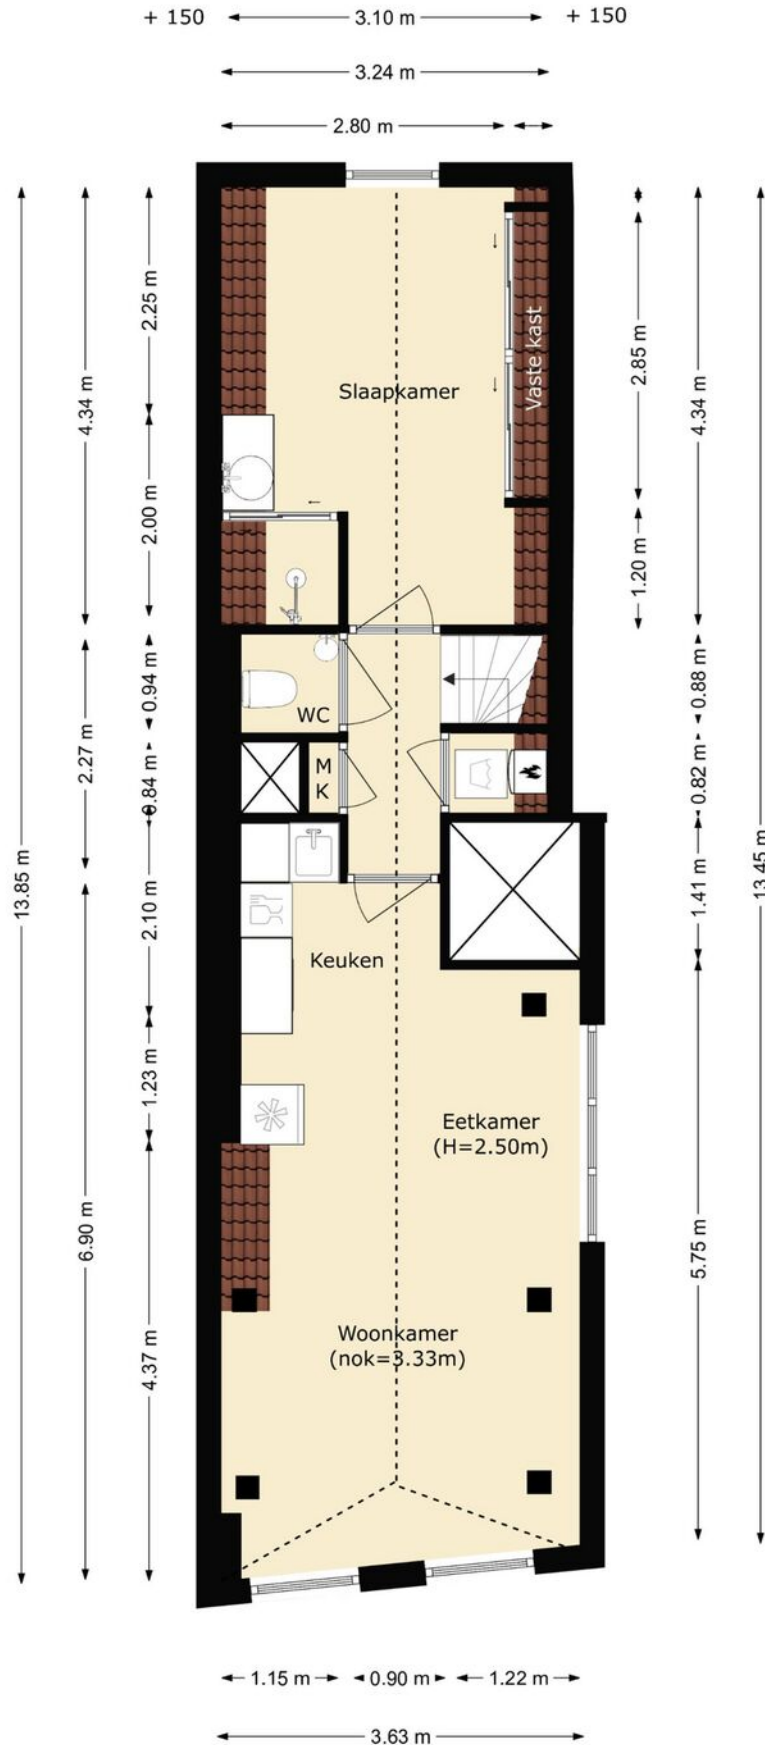 + 150
3.10 m
+ 150
3.24 m
2.80 m
2.25 m
4.34 m
2.00 m
Slaapkamer
Vaste kast
2.85 m
4.34 m
1.20 m
0.94 m
WC
0.88 m
2.27 m
0.84 m
M
K
0.82 m
13.85 m
2.10 m
Keuken
1.41 m
13.45 m
1.23 m
Eetkamer
(H=2.50m)
6.90 m
5.75 m
4.37 m
Woonkamer
(nok=3.33m)
1.15 m
0.90 m
1.22 m
3.63 m